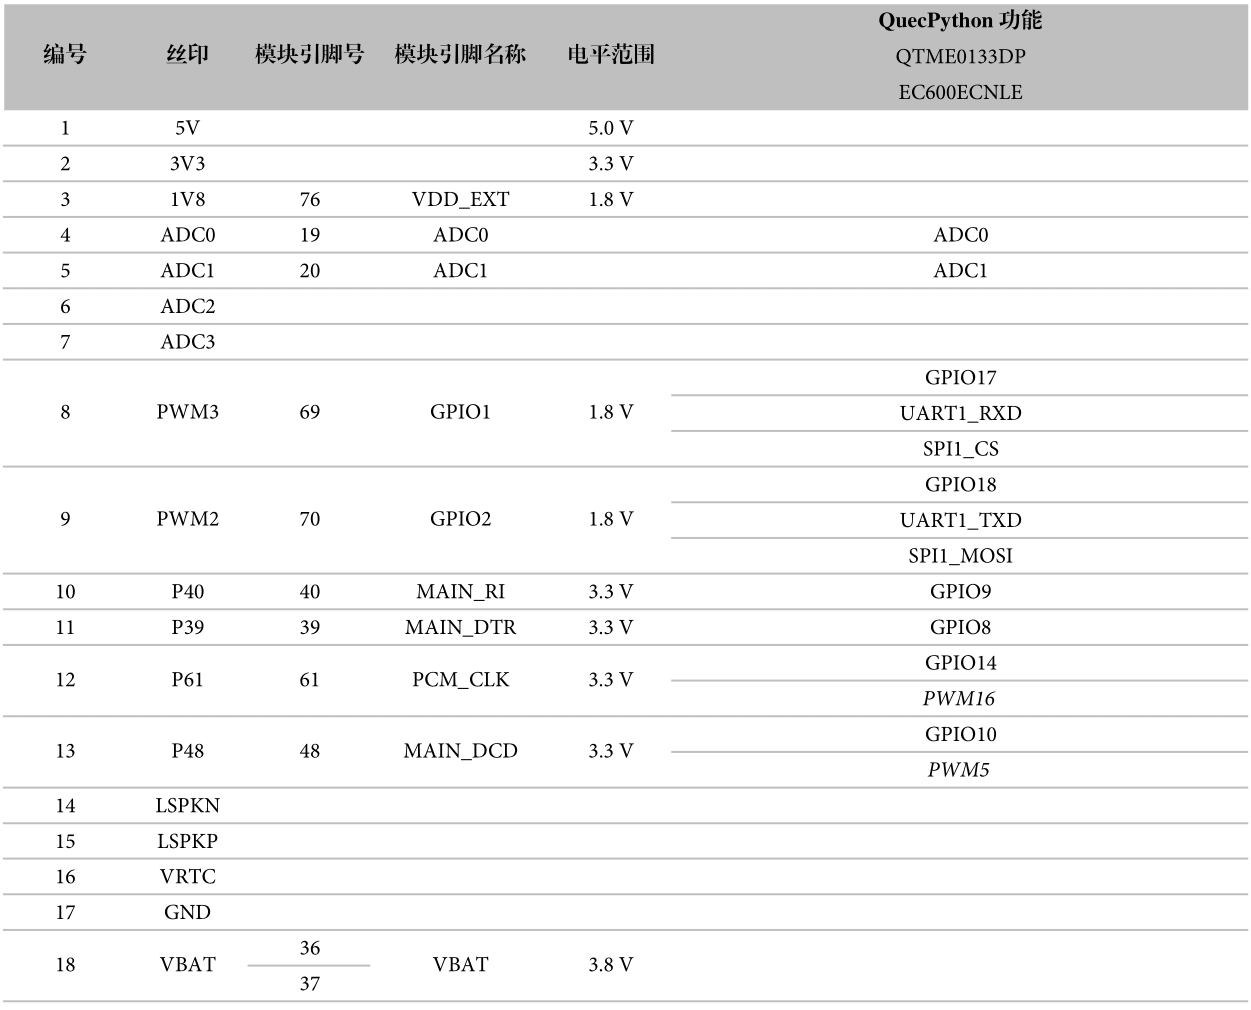 编号 丝印 模块引脚号 模块引脚名称 电平范围 QuecPython 功能
QTME0133DP
EC600ECNLE
1 5V 5.0 V
2 3V3 3.3 V
3 1V8 76 VDD_EXT 1.8 V
4 ADC0 19 ADC0 ADC0
5 ADC1 20 ADC1 ADC1
6 ADC2
7 ADC3
8 PWM3 69 GPIO1 1.8 V GPIO17
UART1_RXD
SPI1_CS
9 PWM2 70 GPIO2 1.8 V GPIO18
UART1_TXD
SPI1_MOSI
10 P40 40 MAIN_RI 3.3 V GPIO9
11 P39 39 MAIN_DTR 3.3 V GPIO8
12 P61 61 PCM_CLK 3.3 V GPIO14
PWM16
13 P48 48 MAIN_DCD 3.3 V GPIO10
PWM5
14 LSPKN
15 LSPKP
16 VRTC
17 GND
18 VBAT 36 VBAT 3.8 V
37